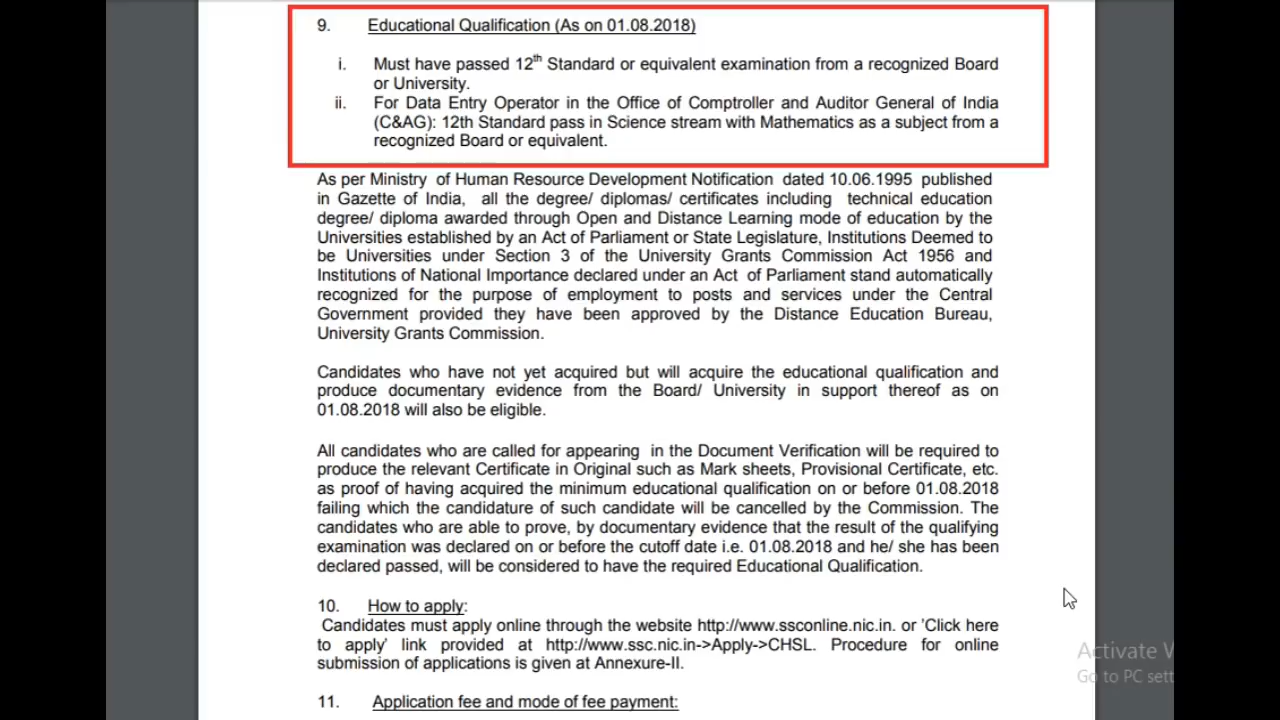 9. Educational Qualification (As on 01.08.2018)
i. Must have passed 12th Standard or equivalent examination from a recognized Board
or University.
ii. For Data Entry Operator in the Office of Comptroller and Auditor General of India
(C&AG): 12th Standard pass in Science stream with Mathematics as a subject from a
recognized Board or equivalent.
As per Ministry of Human Resource Development Notification dated 10.06.1995 published
in Gazette of India, all the degree/ diplomas/ certificates including technical education
degree/ diploma awarded through Open and Distance Learning mode of education by the
Universities established by an Act of Parliament or State Legislature, Institutions Deemed to
be Universities under Section 3 of the University Grants Commission Act 1956 and
Institutions of National Importance declared under an Act of Parliament stand automatically
recognized for the purpose of employment to posts and services under the Central
Government provided they have been approved by the Distance Education Bureau,
University Grants Commission.
Candidates who have not yet acquired but will acquire the educational qualification and
produce documentary evidence from the Board/ University in support thereof as on
01.08.2018 will also be eligible.
All candidates who are called for appearing in the Document Verification will be required to
produce the relevant Certificate in Original such as Mark sheets, Provisional Certificate, etc.
as proof of having acquired the minimum educational qualification on or before 01.08.2018
failing which the candidature of such candidate will be cancelled by the Commission. The
candidates who are able to prove, by documentary evidence that the result of the qualifying
examination was declared on or before the cutoff date i.e. 01.08.2018 and he/ she has been
declared passed, will be considered to have the required Educational Qualification.
10. How to apply:
Candidates must apply online through the website http://www.ssconline.nic.in. or 'Click here
to apply' link provided at http://www.ssc.nic.in->Apply->CHSL. Procedure for online
submission of applications is given at Annexure-II.
11. Application fee and mode of fee payment:
Activate W
Go to PC sett